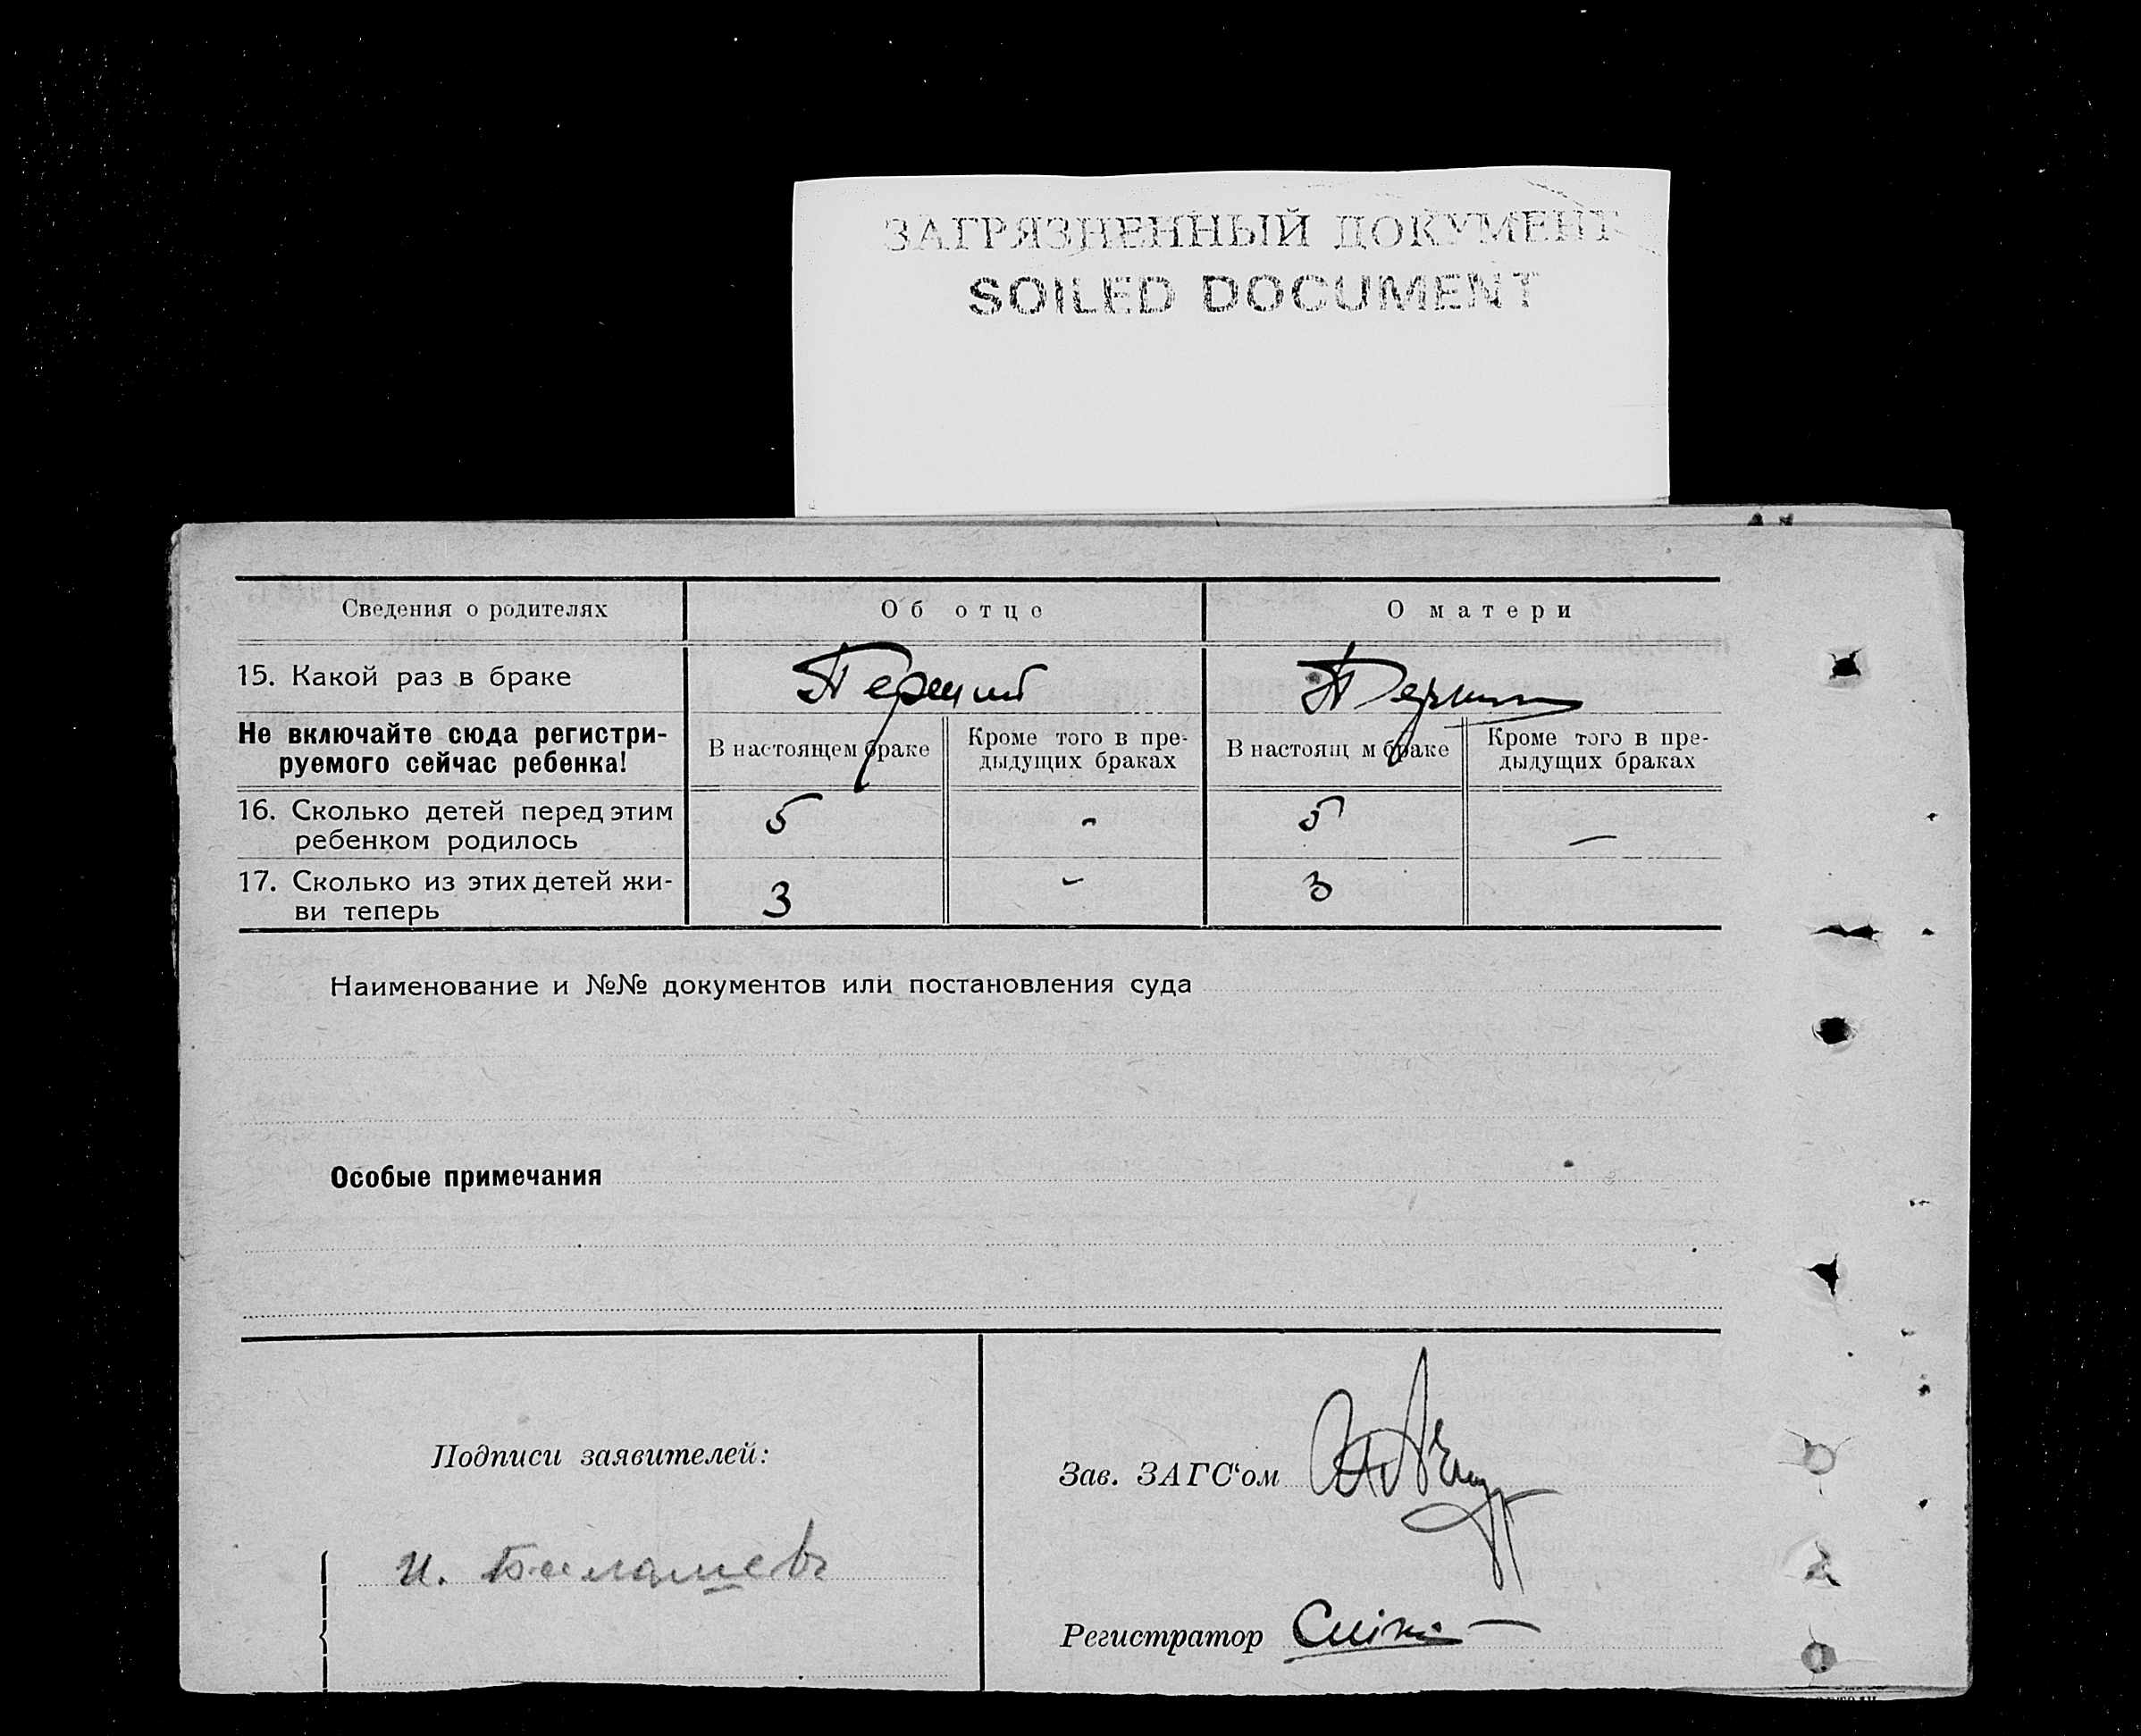 ЗАГРЯЗНЕННЫЙ ДОКУМЕНТ
SOILED DOCUMENT
Сведения о родителях Об отце О матери
15. Какой раз в браке Первый Первый
Не включайте сюда регистри-
руемого сейчас ребенка!
В настоящем браке
Кроме того в пре-
дыдущих браках
В настоящ м браке
Кроме того в пре-
дыдущих браках
16. Сколько детей перед этим
ребенком родилось
5 - 5 —
17. Сколько из этих детей жи-
ви теперь
3 - 3
Наименование и №№ документов или постановления суда
Особые примечания
Подписи заявителей:
И.
Зав. ЗАГС‘ом
Регистратор